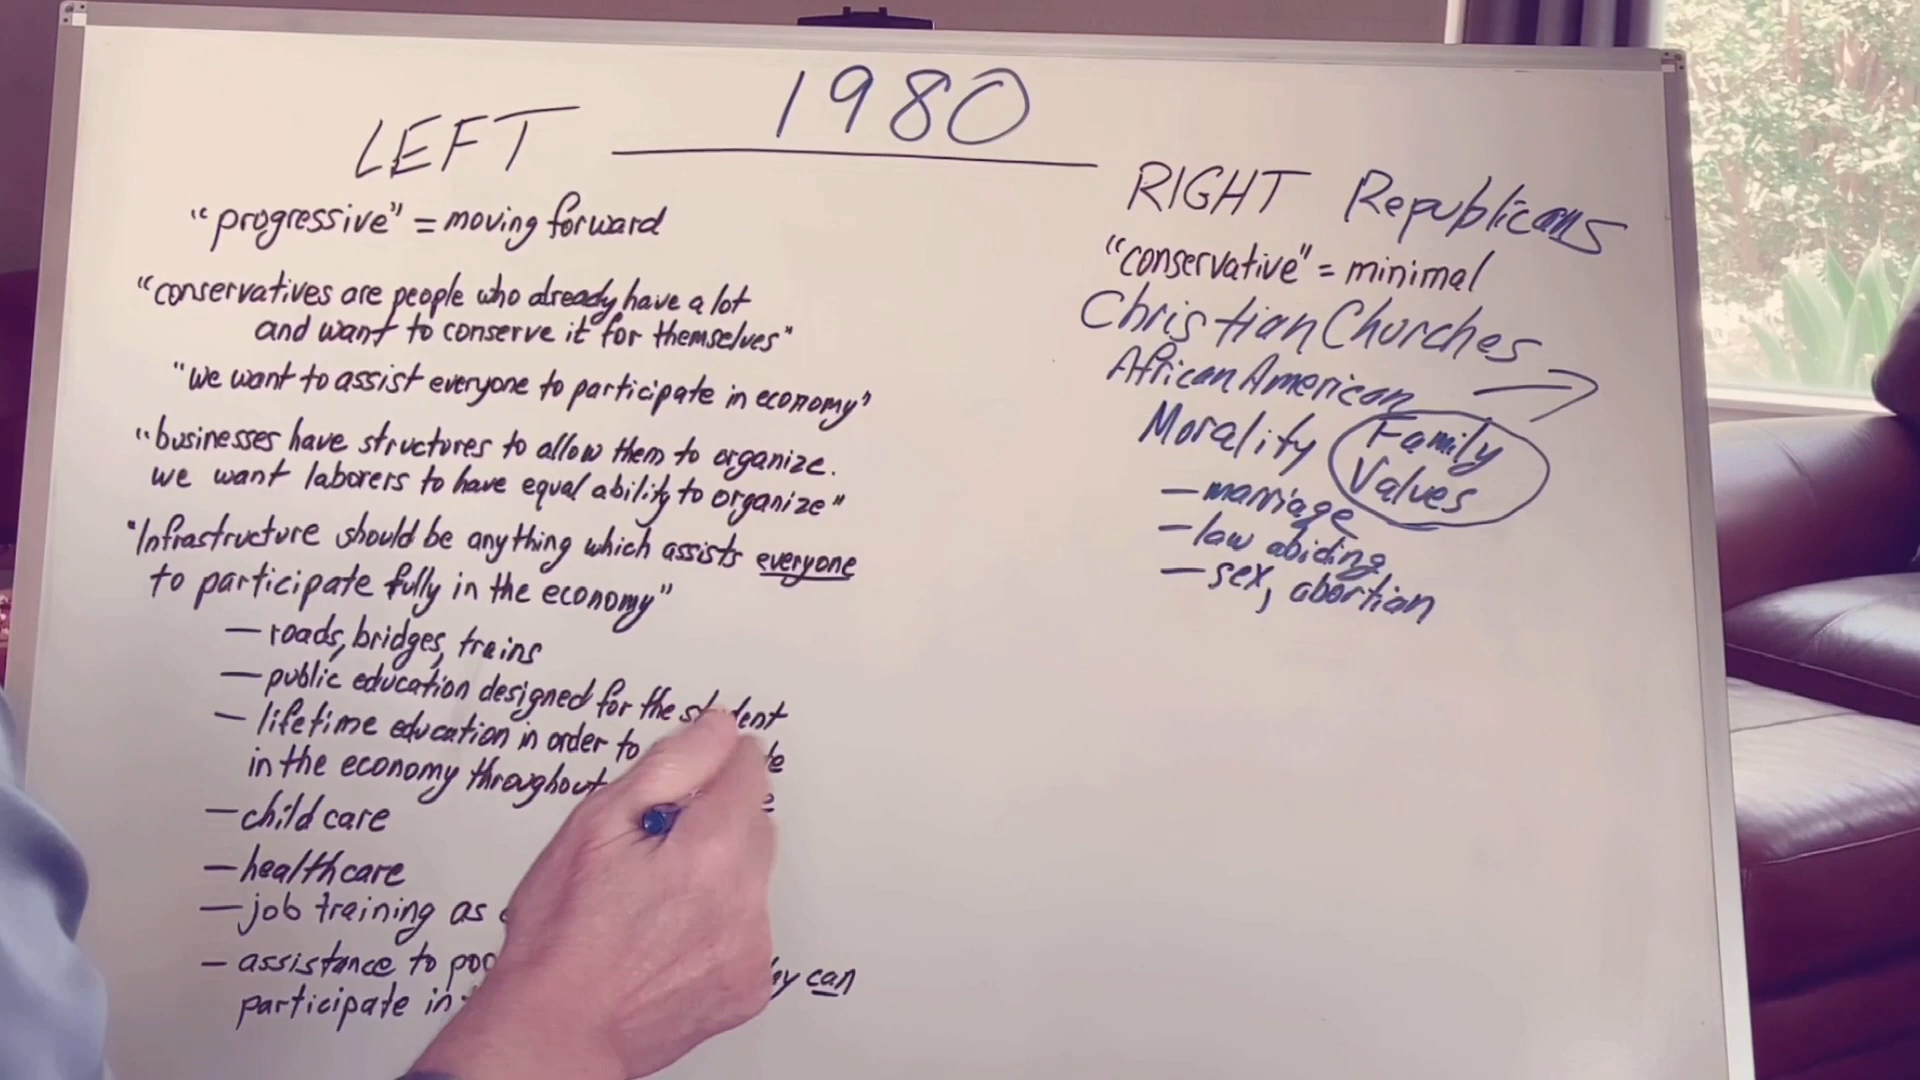 1980
LEFT
"progressive" = moving forward
"conservatives are people who already have a lot
and want to conserve it for themselves"
"we want to assist everyone to participate in economy"
"businesses have structures to allow them to organize.
we want laborers to have equal ability to organize"
"Infrastructure should be anything which assists everyone
to participate fully in the economy"
— roads, bridges, trains
— public education designed for the student
— lifetime education in order to
in the economy throughout
— child care
— healthcare
— job training as
— assistance to can
participate in
RIGHT Republicans
"conservative" = minimal
Christian Churches
African American
Morality
Family
Values
— marriage
— law abiding
— sex, abortian